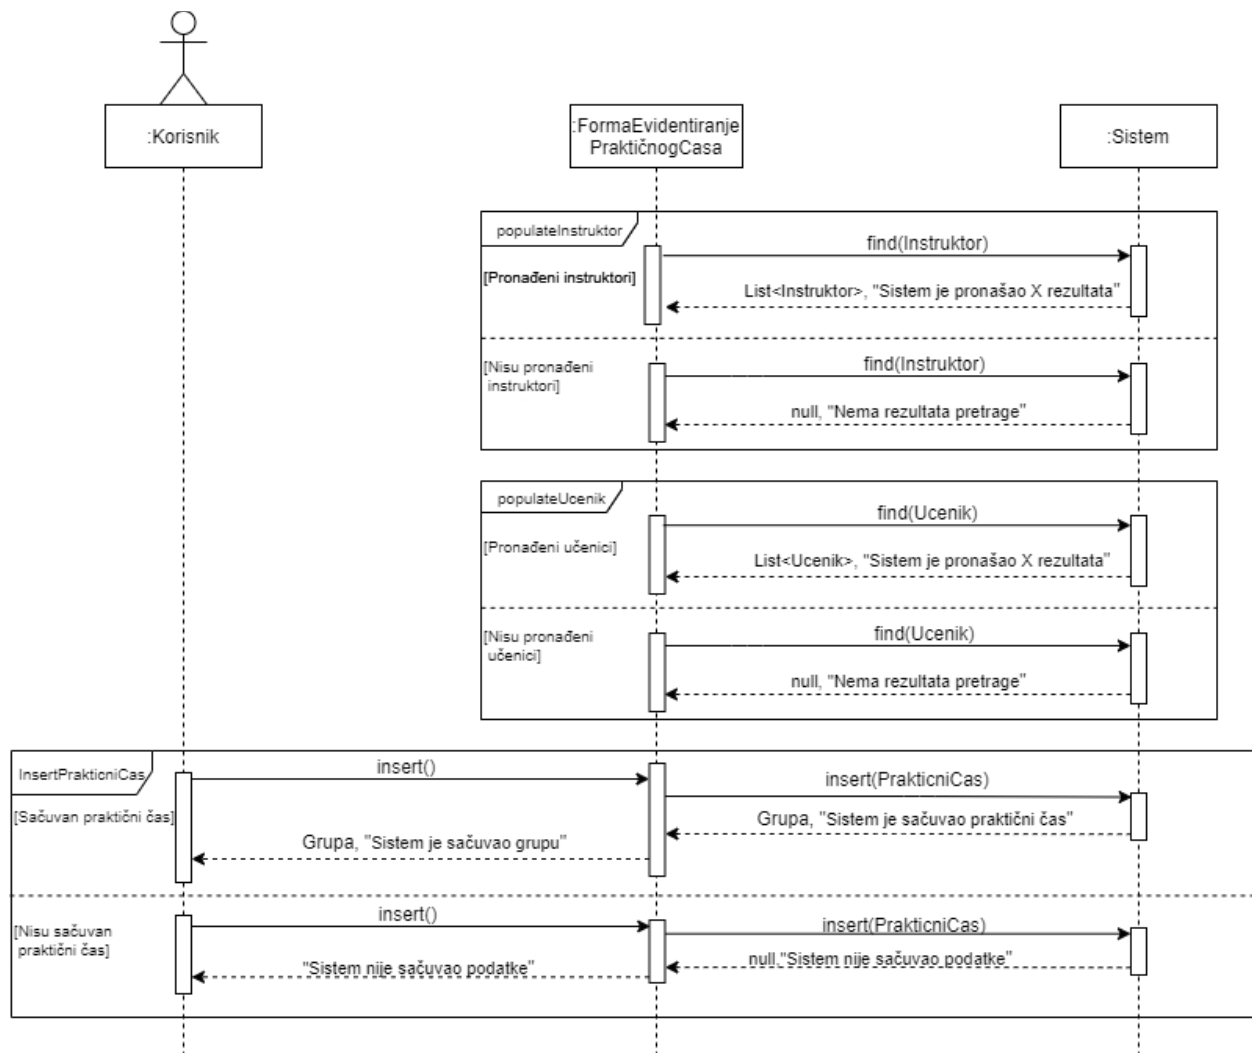 :Korisnik
:FormaEvidentiranje
PraktičnogCasa
:Sistem
populateInstruktor
find(Instruktor)
[Pronađeni instruktori]
List<Instruktor>, "Sistem je pronašao X rezultata"
[Nisu pronađeni
instruktori]
find(Instruktor)
null, "Nema rezultata pretrage"
populateUcenik
find(Ucenik)
[Pronađeni učenici]
List<Ucenik>, "Sistem je pronašao X rezultata"
[Nisu pronađeni
učenici]
find(Ucenik)
null, "Nema rezultata pretrage"
InsertPrakticniCas
insert()
insert(PrakticniCas)
[Sačuvan praktični čas]
Grupa, "Sistem je sačuvao praktični čas"
Grupa, "Sistem je sačuvao grupu"
insert()
[Nisu sačuvan
praktični čas]
insert(PrakticniCas)
null,"Sistem nije sačuvao podatke"
"Sistem nije sačuvao podatke"